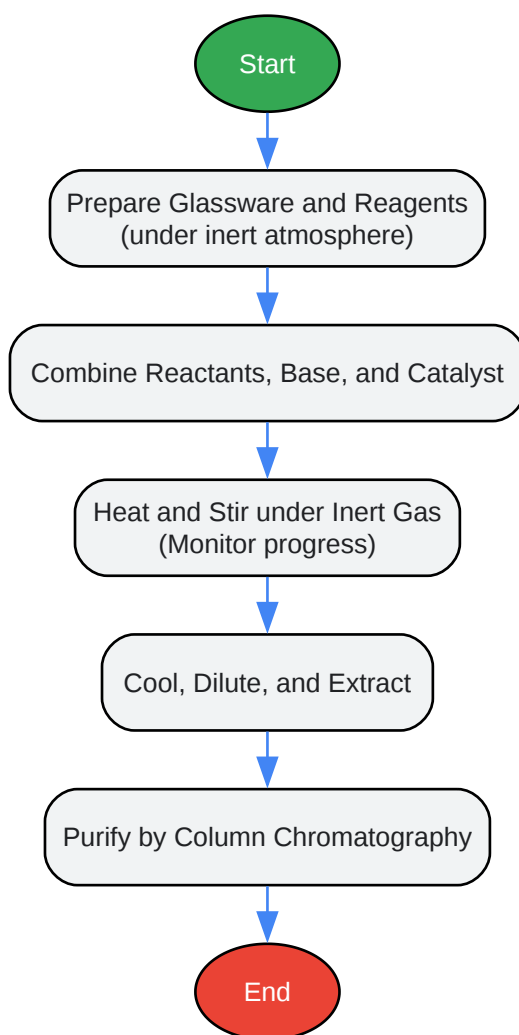 Start
Prepare Glassware and Reagents
(under inert atmosphere)
Combine Reactants, Base, and Catalyst
Heat and Stir under Inert Gas
(Monitor progress)
Cool, Dilute, and Extract
Purify by Column Chromatography
End